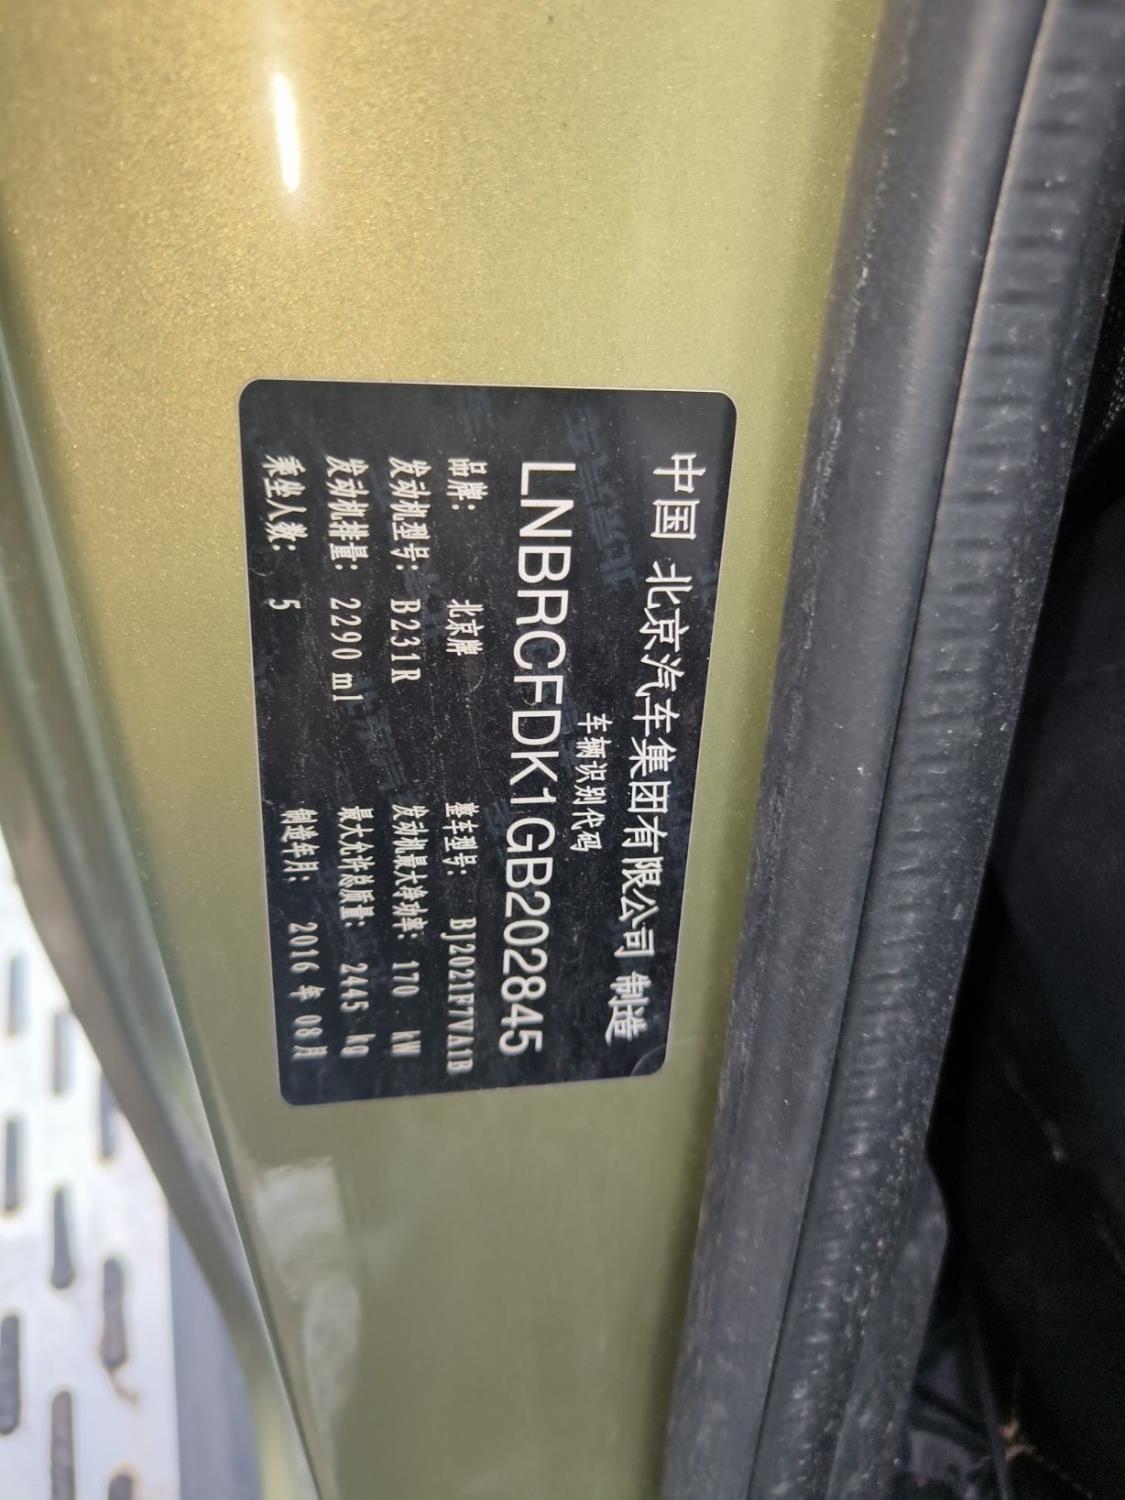 中国 北京汽车集团有限公司 制造
车辆识别代码
LNBRCFDK1GB202845
品牌: 北京牌 整车型号: BJ2021F7VA1B
发动机型号: B231R 发动机最大净功率: 170 kW
发动机排量: 2290 ml 最大允许总质量: 2445 kg
乘坐人数: 5 制造年月: 2016 年 08月